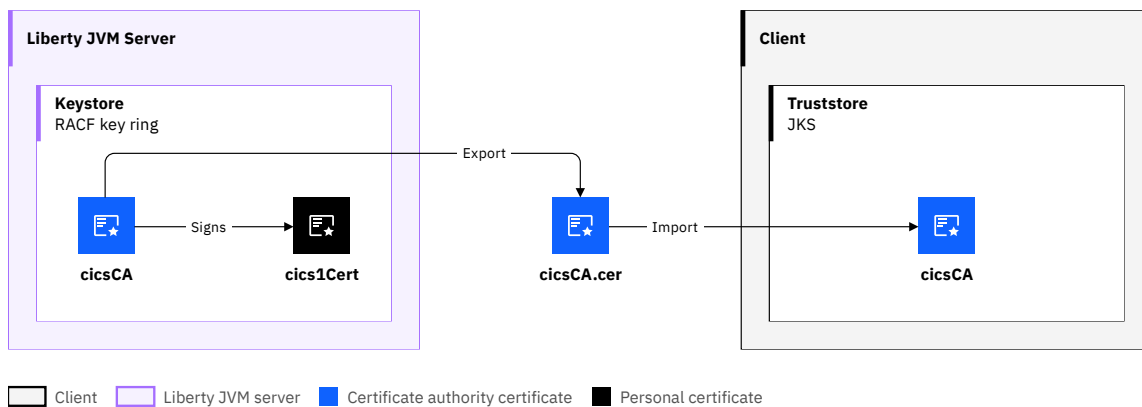 Liberty JVM Server
Client
Keystore
RACF key ring
Truststore
JKS
Export
Signs
Import
cicsCA
cics1Cert
cicsCA.cer
cicsCA
Client
Liberty JVM server
Certificate authority certificate
Personal certificate